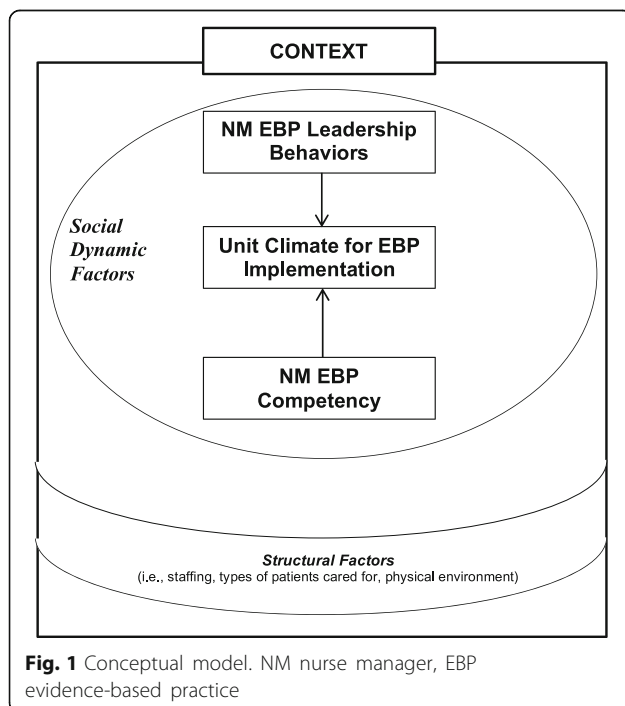 CONTEXT
NM EBP Leadership
Behaviors
Social
Dynamic
Factors
Unit Climate for EBP
Implementation
NM EBP
Competency
Structural Factors
(i.e., staffing, types of patients cared for, physical environment)
Fig. 1 Conceptual model. NM nurse manager, EBP
evidence-based practice